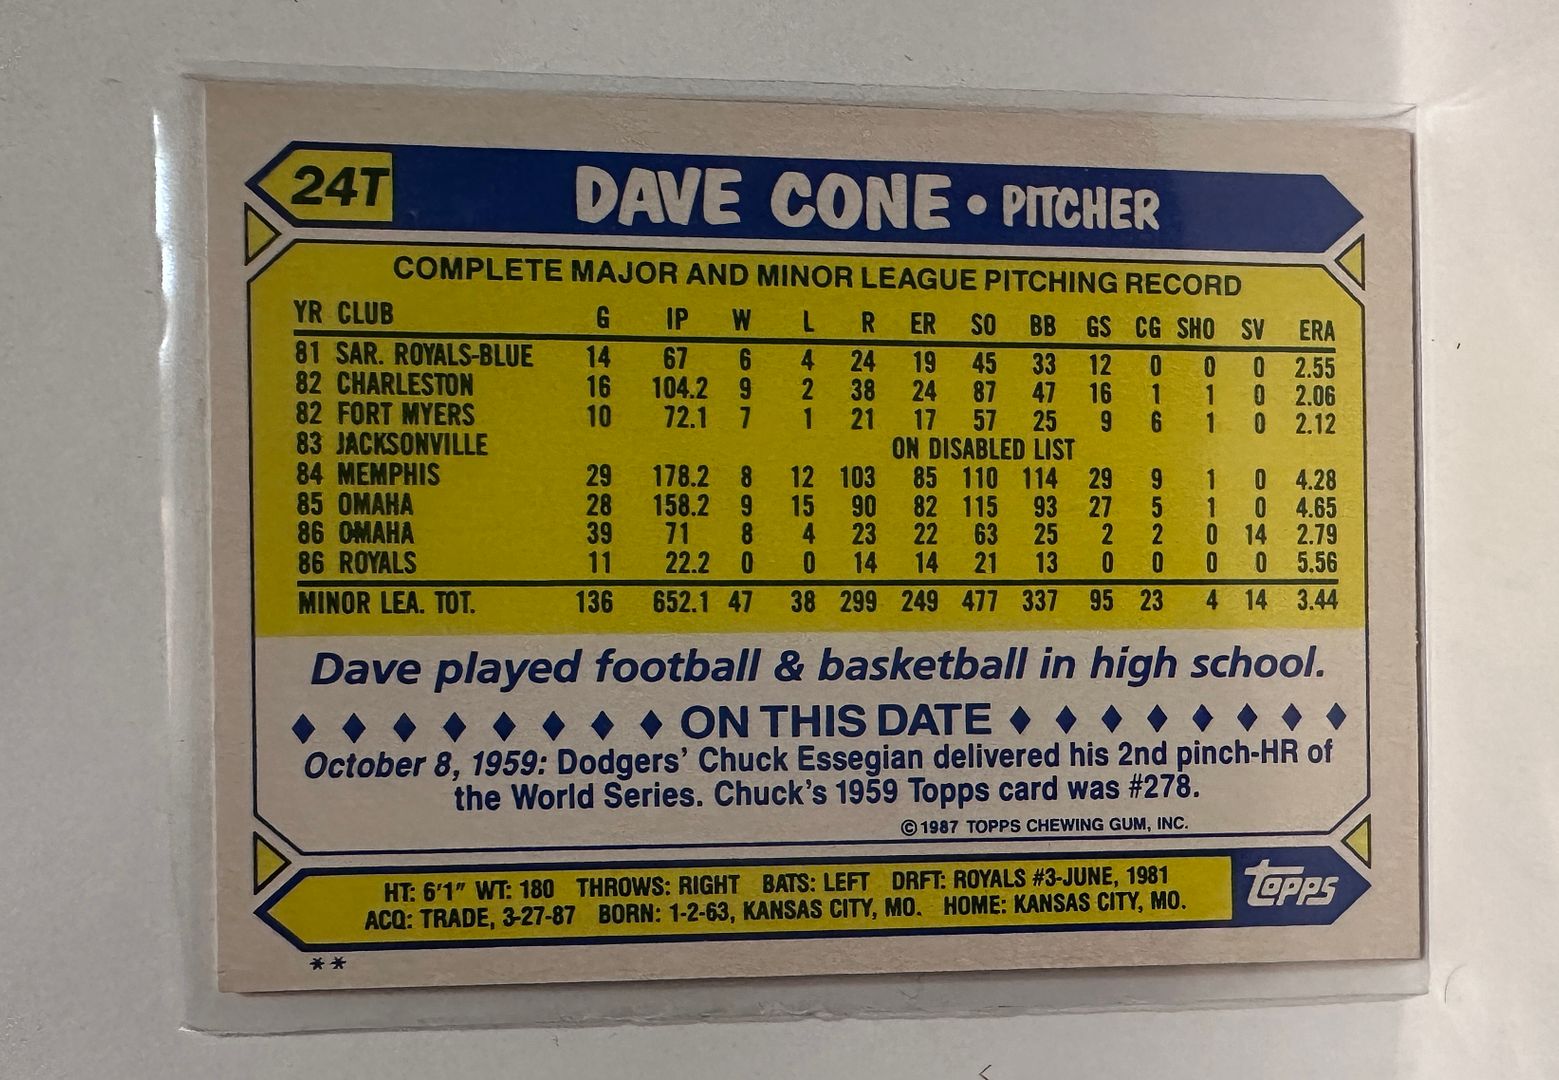 24T DAVE CONE • PITCHER
COMPLETE MAJOR AND MINOR LEAGUE PITCHING RECORD
YR CLUB G IP W L R ER SO BB GS CG SHO SV ERA
81 SAR. ROYALS-BLUE 14 67 6 4 24 19 45 33 12 0 0 0 2.55
82 CHARLESTON 16 104.2 9 2 38 24 87 47 16 1 1 0 2.06
82 FORT MYERS 10 72.1 7 1 21 17 57 25 9 6 1 0 2.12
83 JACKSONVILLE ON DISABLED LIST
84 MEMPHIS 29 178.2 8 12 103 85 110 114 29 9 1 0 4.28
85 OMAHA 28 158.2 9 15 90 82 115 93 27 5 1 0 4.65
86 OMAHA 39 71 8 4 23 22 63 25 2 2 0 14 2.79
86 ROYALS 11 22.2 0 0 14 14 21 13 0 0 0 0 5.56
MINOR LEA. TOT. 136 652.1 47 38 299 249 477 337 95 23 4 14 3.44
Dave played football & basketball in high school.
ON THIS DATE
October 8, 1959: Dodgers' Chuck Essegian delivered his 2nd pinch-HR of
the World Series. Chuck's 1959 Topps card was #278.
© 1987 TOPPS CHEWING GUM, INC.
HT: 6'1" WT: 180 THROWS: RIGHT BATS: LEFT DRFT: ROYALS #3-JUNE, 1981
ACQ: TRADE, 3-27-87 BORN: 1-2-63, KANSAS CITY, MO. HOME: KANSAS CITY, MO.
topps
**